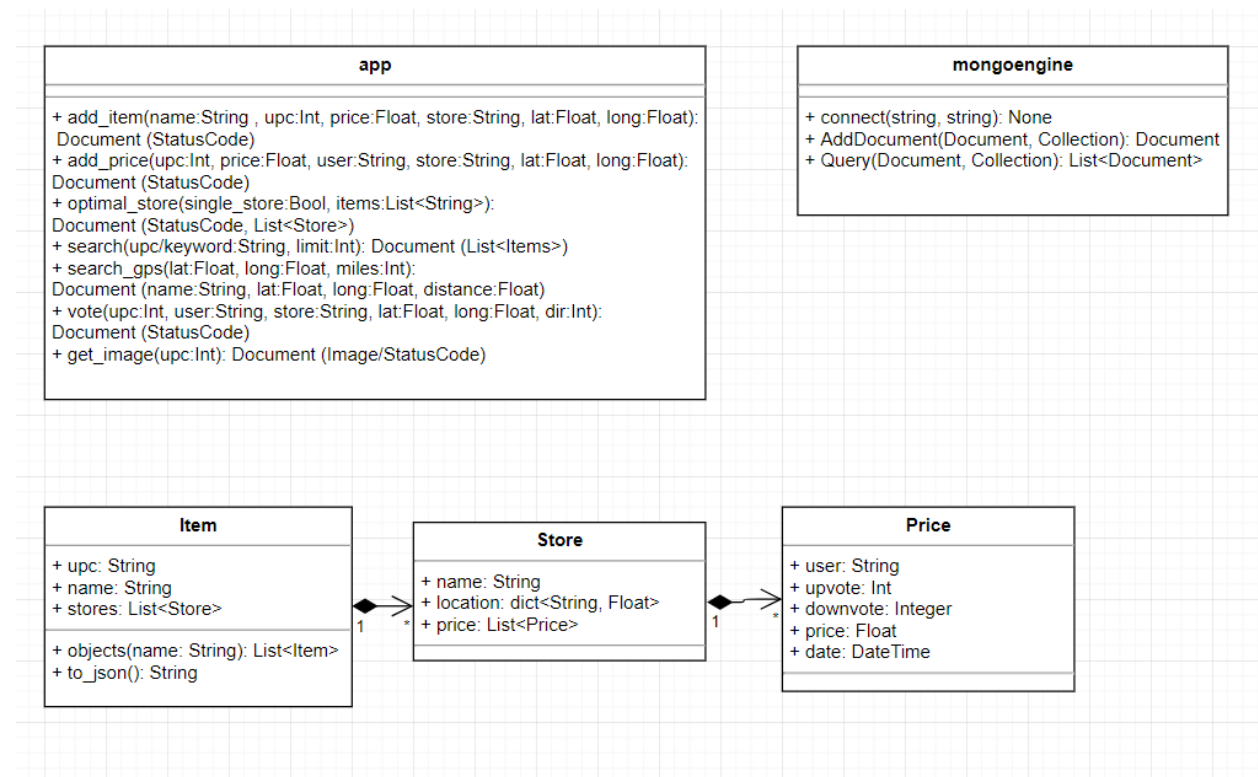 app
+ add_item(name:String , upc:Int, price:Float, store:String, lat:Float, long:Float):
Document (StatusCode)
+ add_price(upc:Int, price:Float, user:String, store:String, lat:Float, long:Float):
Document (StatusCode)
+ optimal_store(single_store:Bool, items:List<String>):
Document (StatusCode, List<Store>)
+ search(upc/keyword:String, limit:Int): Document (List<Items>)
+ search_gps(lat:Float, long:Float, miles:Int):
Document (name:String, lat:Float, long:Float, distance:Float)
+ vote(upc:Int, user:String, store:String, lat:Float, long:Float, dir:Int):
Document (StatusCode)
+ get_image(upc:Int): Document (Image/StatusCode)
mongoengine
+ connect(string, string): None
+ AddDocument(Document, Collection): Document
+ Query(Document, Collection): List<Document>
Item
+ upc: String
+ name: String
+ stores: List<Store>
+ objects(name: String): List<Item>
+ to_json(): String
1
*
Store
+ name: String
+ location: dict<String, Float>
+ price: List<Price>
1
*
Price
+ user: String
+ upvote: Int
+ downvote: Integer
+ price: Float
+ date: DateTime